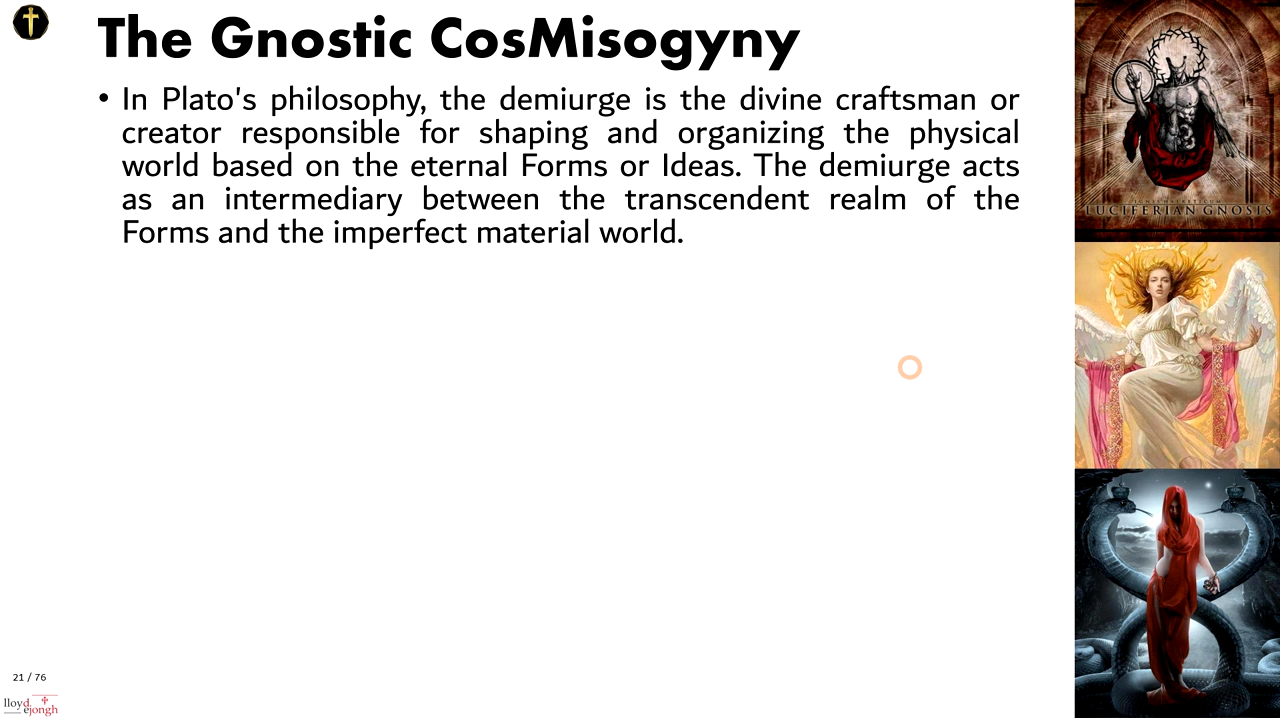 The Gnostic CosMisogyny
• In Plato's philosophy, the demiurge is the divine craftsman or
creator responsible for shaping and organizing the physical
world based on the eternal Forms or Ideas. The demiurge acts
as an intermediary between the transcendent realm of the
Forms and the imperfect material world.
LUCIFERIAN GNOSIS
21 / 76
lloyd
ejongh